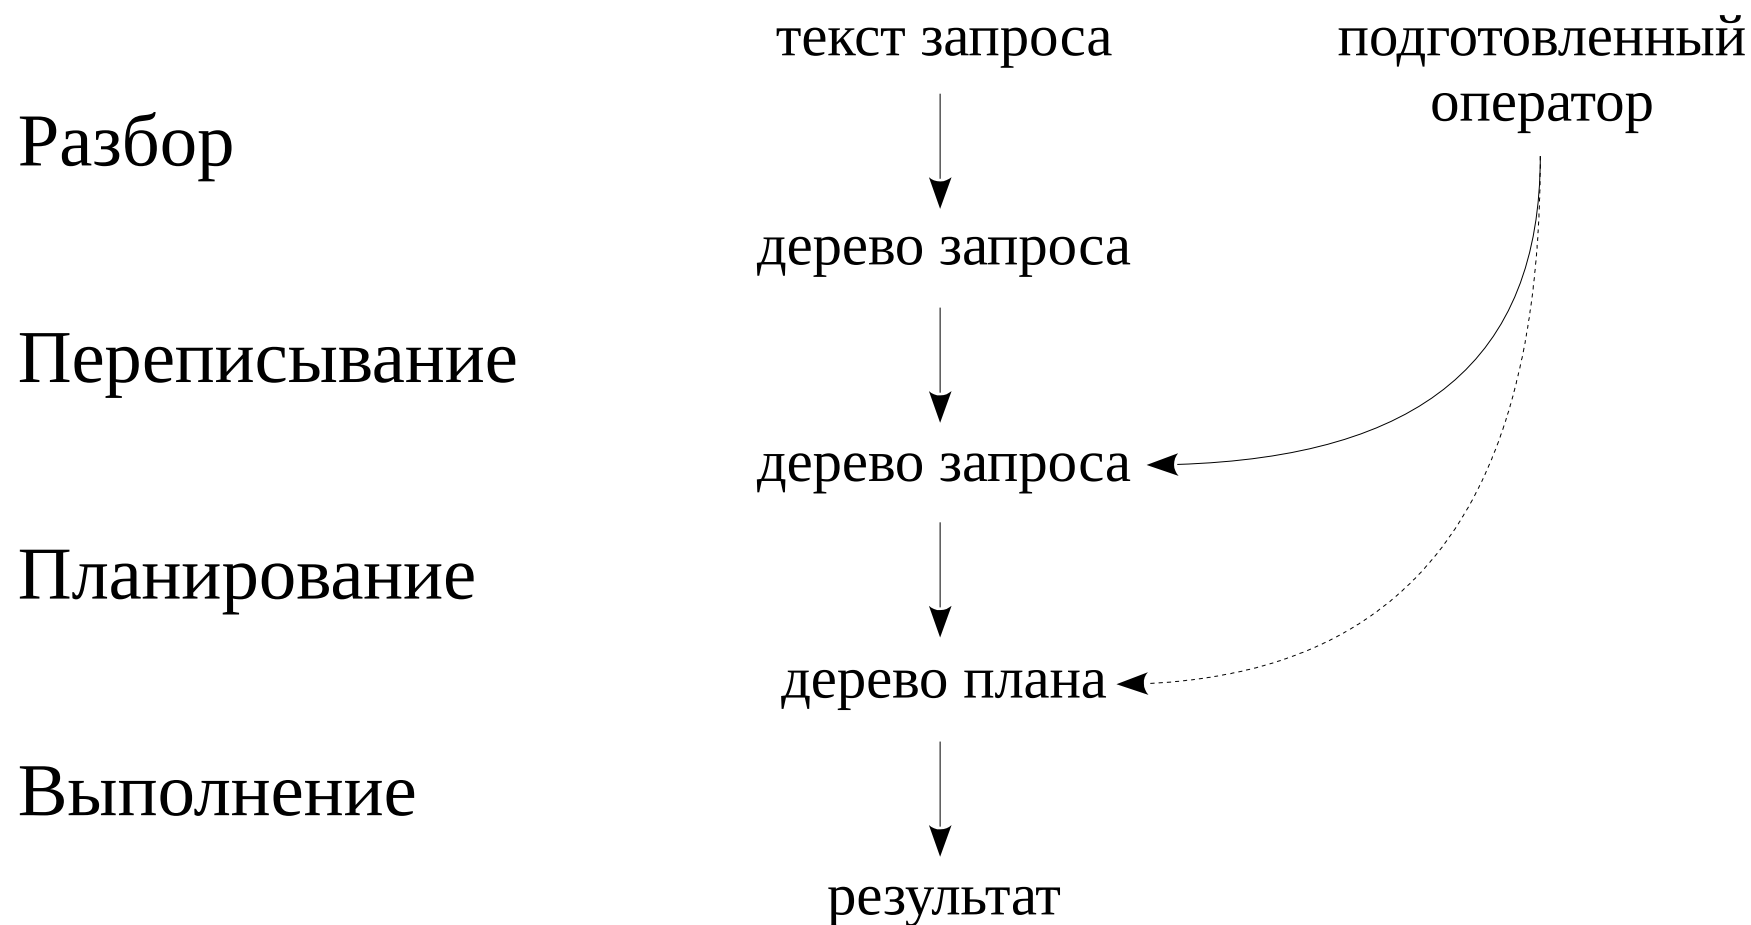 текст запроса
подготовленный
оператор
Разбор
дерево запроса
Переписывание
дерево запроса
Планирование
дерево плана
Выполнение
результат